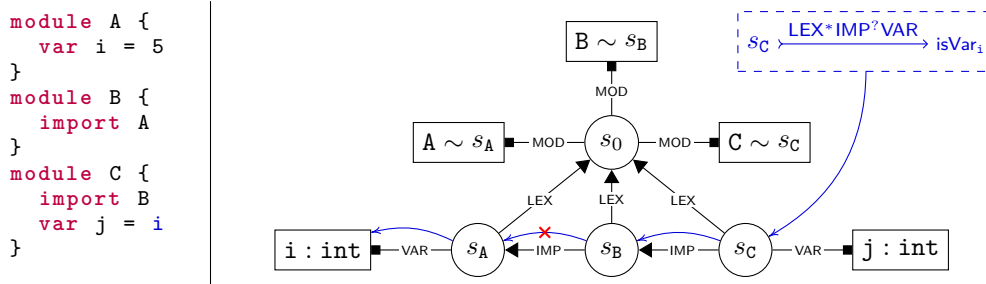 module A {
  var i = 5
}
module B {
  import A
}
module C {
  import B
  var j = i
}
B ∼ s_B
s_C LEX*IMP?VAR isVar_i
MOD
A ∼ s_A MOD s_0 MOD C ∼ s_C
LEX LEX LEX
i : int VAR s_A IMP s_B IMP s_C VAR j : int